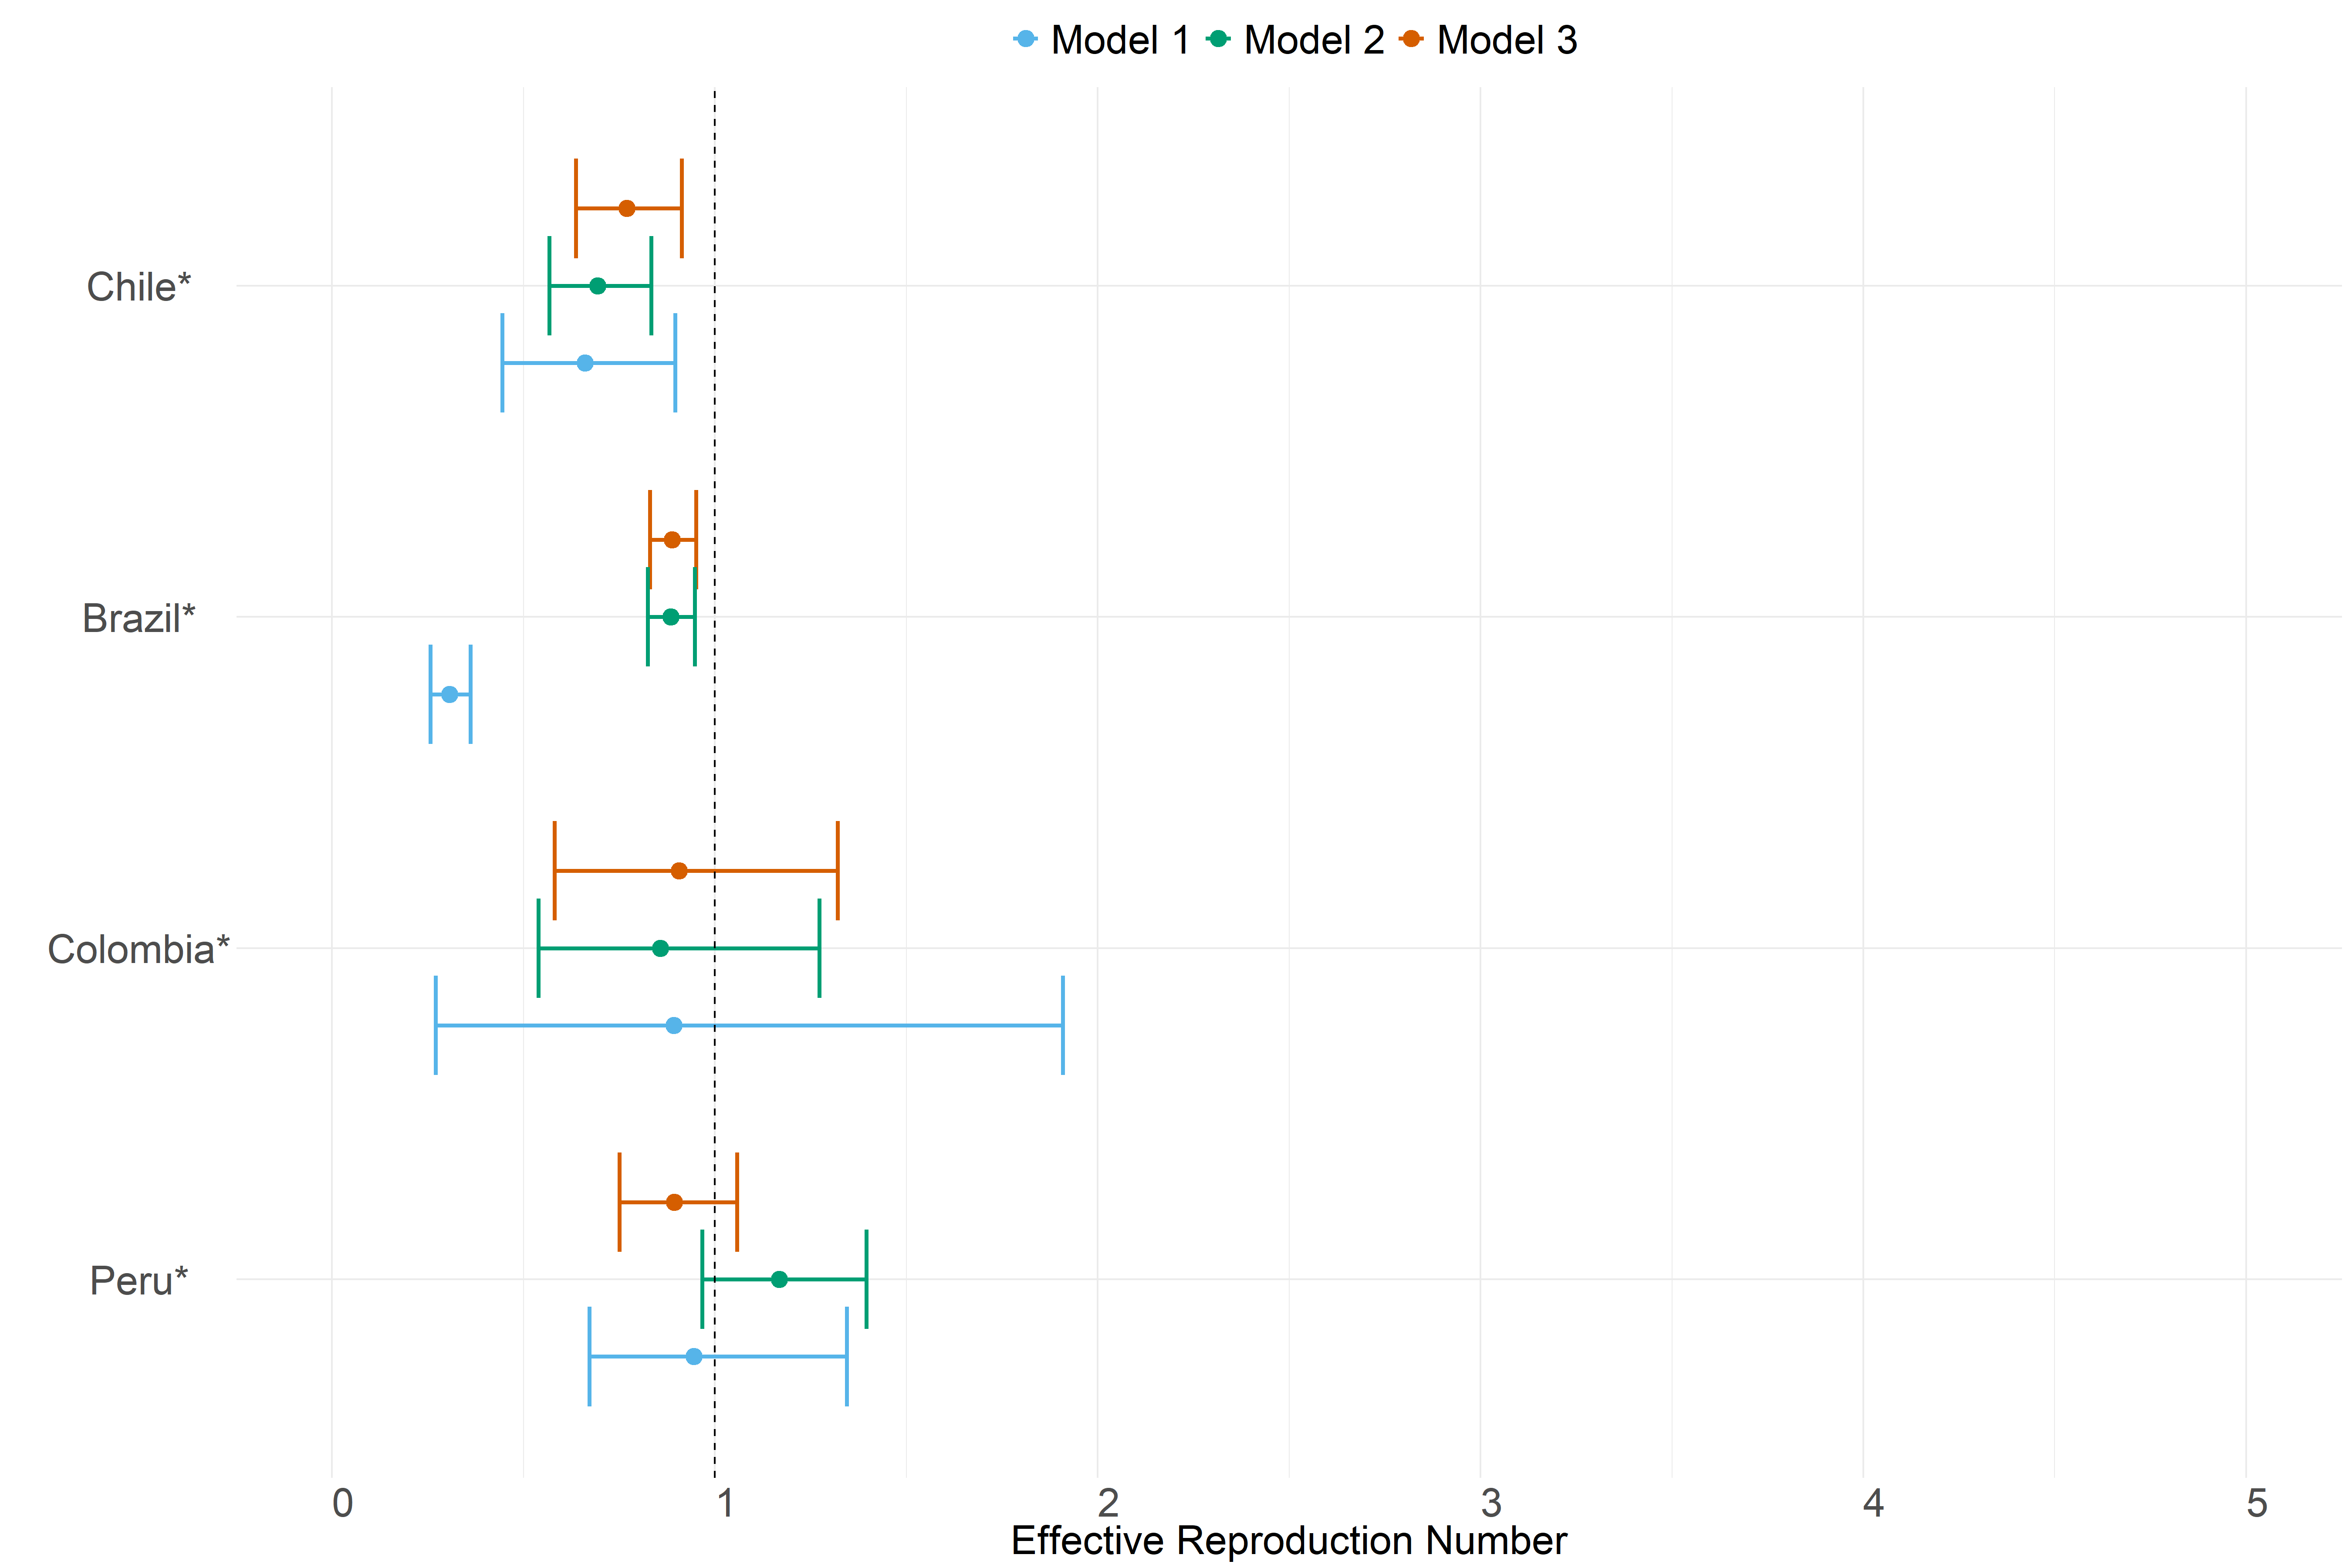 Model 1 Model 2 Model 3
Chile*
Brazil*
Colombia*
Peru*
0 1 2 3 4 5
Effective Reproduction Number